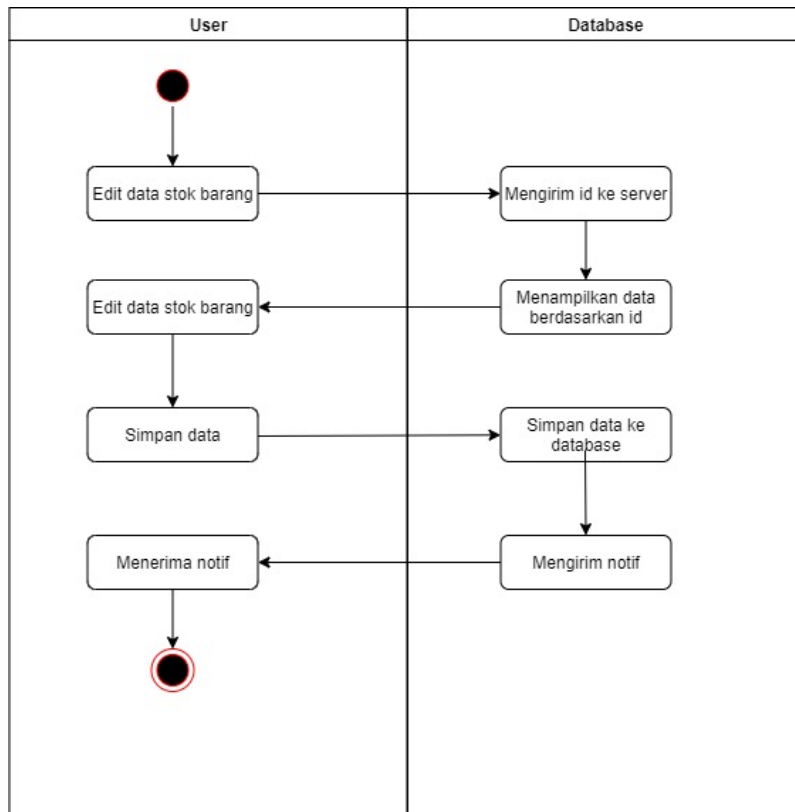 User
Database
Edit data stok barang
Mengirim id ke server
Edit data stok barang
Menampilkan data
berdasarkan id
Simpan data
Simpan data ke
database
Menerima notif
Mengirim notif